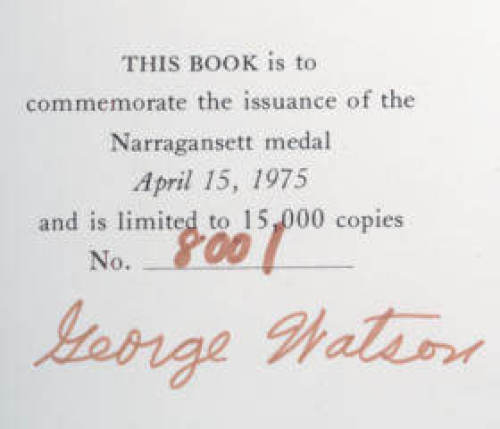 THIS BOOK is to
commemorate the issuance of the
Narragansett medal
April 15, 1975
and is limited to 15,000 copies
No. 8001
George Watson